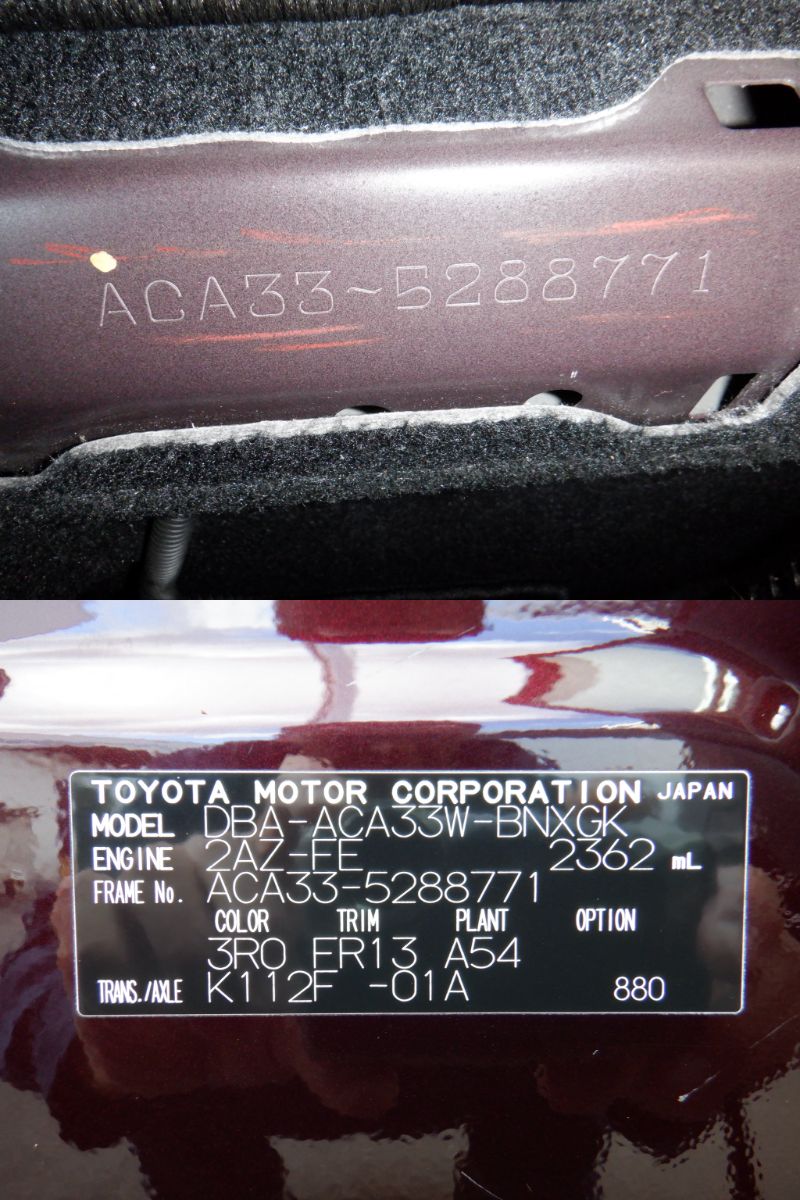 ACA33-5288771
TOYOTA MOTOR CORPORATION JAPAN
MODEL DBA-ACA33W-BNXGK
ENGINE 2AZ-FE 2362 mL
FRAME No. ACA33-5288771
COLOR TRIM PLANT OPTION
3R0 FR13 A54
TRANS./AXLE K112F -01A 880